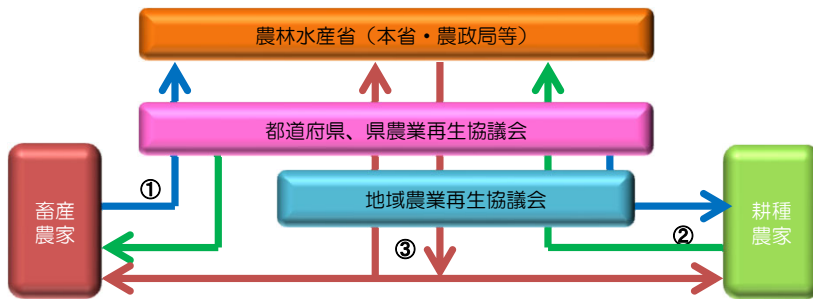 農林水産省（本省・農政局等）
都道府県、県農業再生協議会
地域農業再生協議会
畜産
農家
①
②
③
耕種
農家